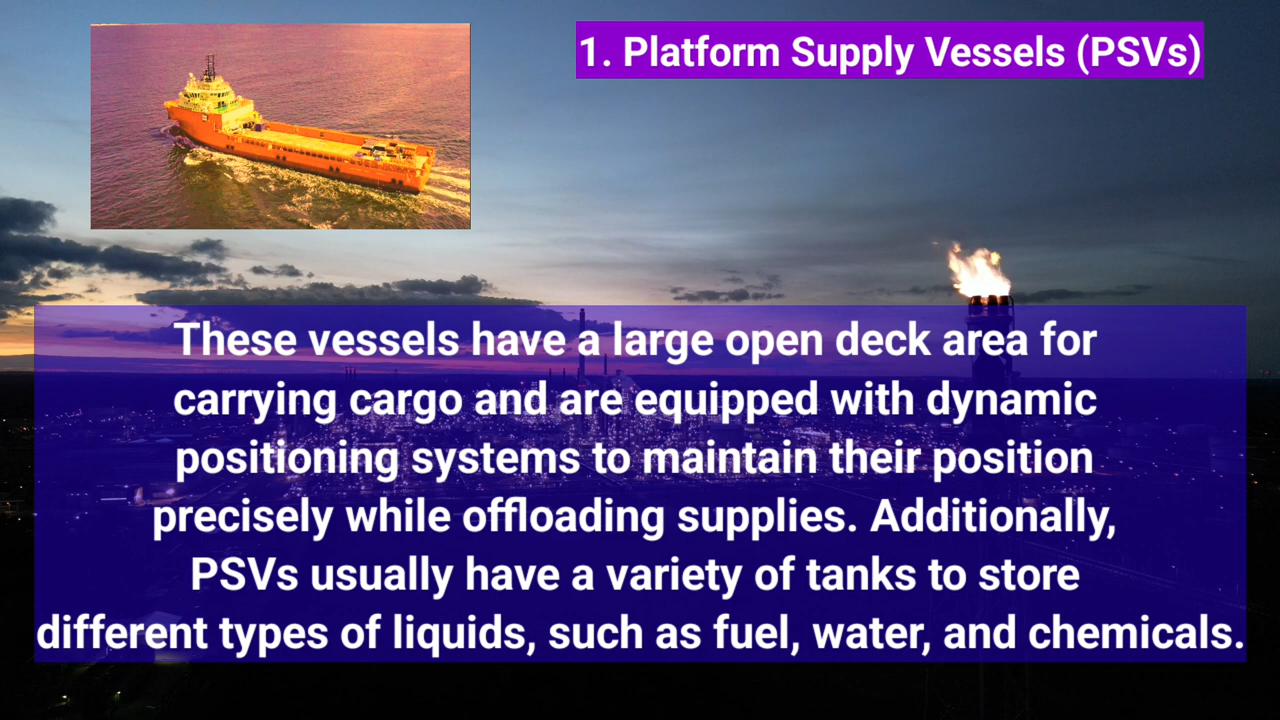 1. Platform Supply Vessels (PSVs)
These vessels have a large open deck area for
carrying cargo and are equipped with dynamic
positioning systems to maintain their position
precisely while offloading supplies. Additionally,
PSVs usually have a variety of tanks to store
different types of liquids, such as fuel, water, and chemicals.